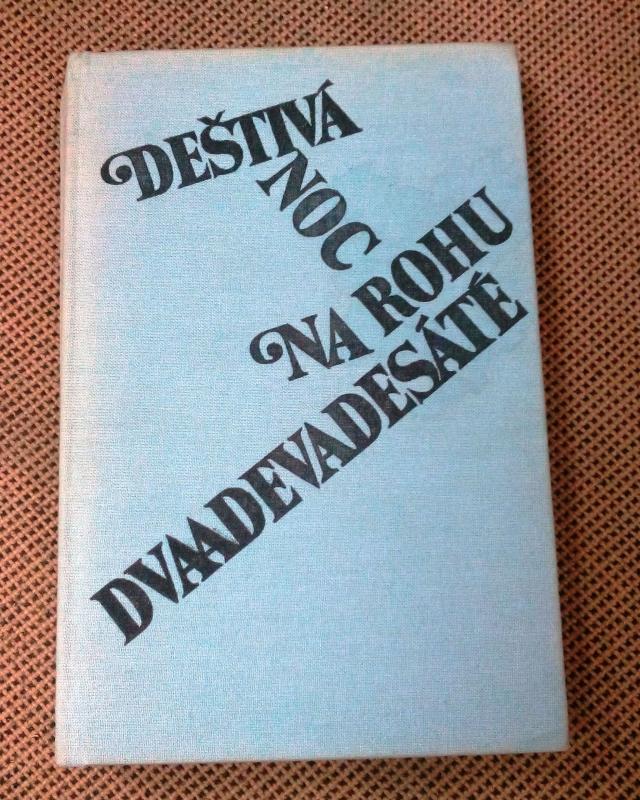 DEŠTIVÁ
NOC
NA ROHU
DVAADEVADESÁTÉ